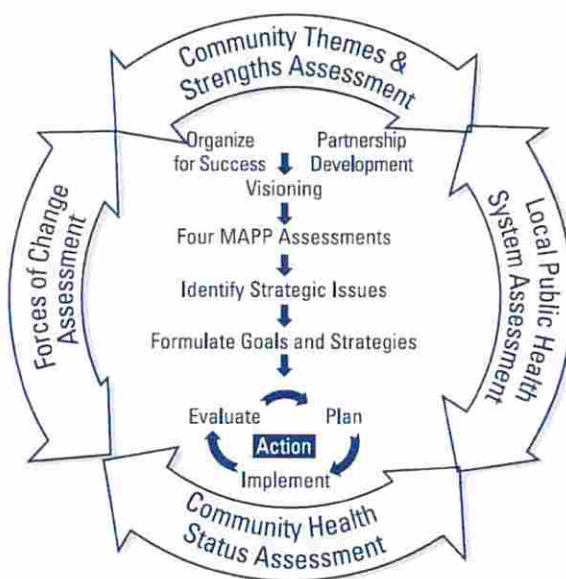 Community Themes &
Strengths Assessment
Organize
for Success
Partnership
Development
Visioning
Four MAPP Assessments
Identify Strategic Issues
Formulate Goals and Strategies
Evaluate
Plan
Action
Implement
Forces of Change
Assessment
Local Public Health
System Assessment
Community Health
Status Assessment